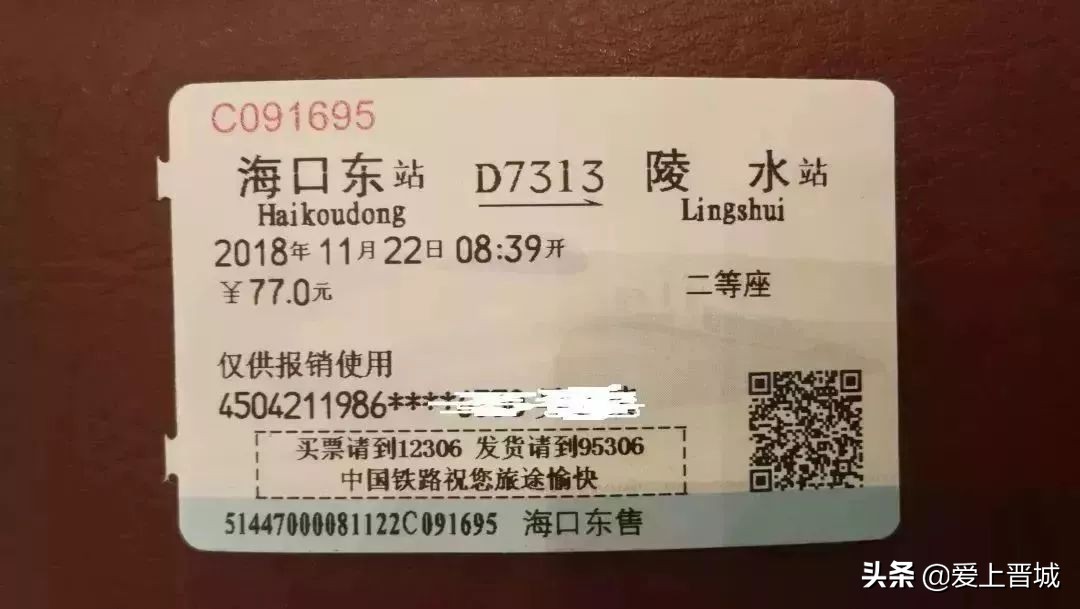 C091695
海口东站 D7313 陵水站
Haikoudong Lingshui
2018年11月22日 08:39开
¥77.0元 二等座
仅供报销使用
4504211986****
买票请到12306 发货请到95306
中国铁路祝您旅途愉快
51447000081122C091695 海口东售
头条 @爱上晋城